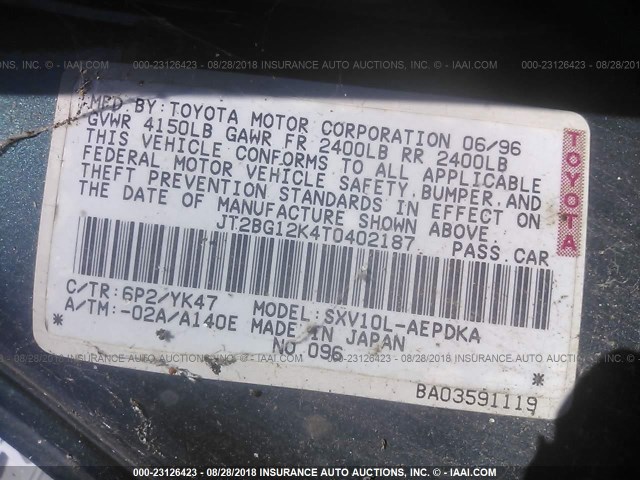 000-23126423 - 08/28/2018 INSURANCE AUTO AUCTIONS, INC. © - IAAI.COM
MFD BY: TOYOTA MOTOR CORPORATION 06/96
GVWR 4150LB GAWR FR 2400LB RR 2400LB
THIS VEHICLE CONFORMS TO ALL APPLICABLE
FEDERAL MOTOR VEHICLE SAFETY, BUMPER, AND
THEFT PREVENTION STANDARDS IN EFFECT ON
THE DATE OF MANUFACTURE SHOWN ABOVE.
JT2BG12K4T0402187 PASS.CAR
TOYOTA
C/TR: 6P2/YK47 MODEL: SXV10L-AEPDKA
A/TM: -02A/A140E MADE IN JAPAN
* NO 096 *
BA03591119
000-23126423 - 08/28/2018 INSURANCE AUTO AUCTIONS, INC. © - IAAI.COM